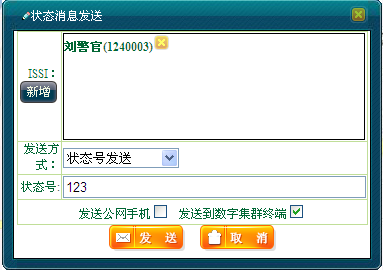 状态消息发送
刘警官(1240003)
ISSI：
新增
发送方式：
状态号发送
状态号:
123
发送公网手机 发送到数字集群终端
发 送 取 消